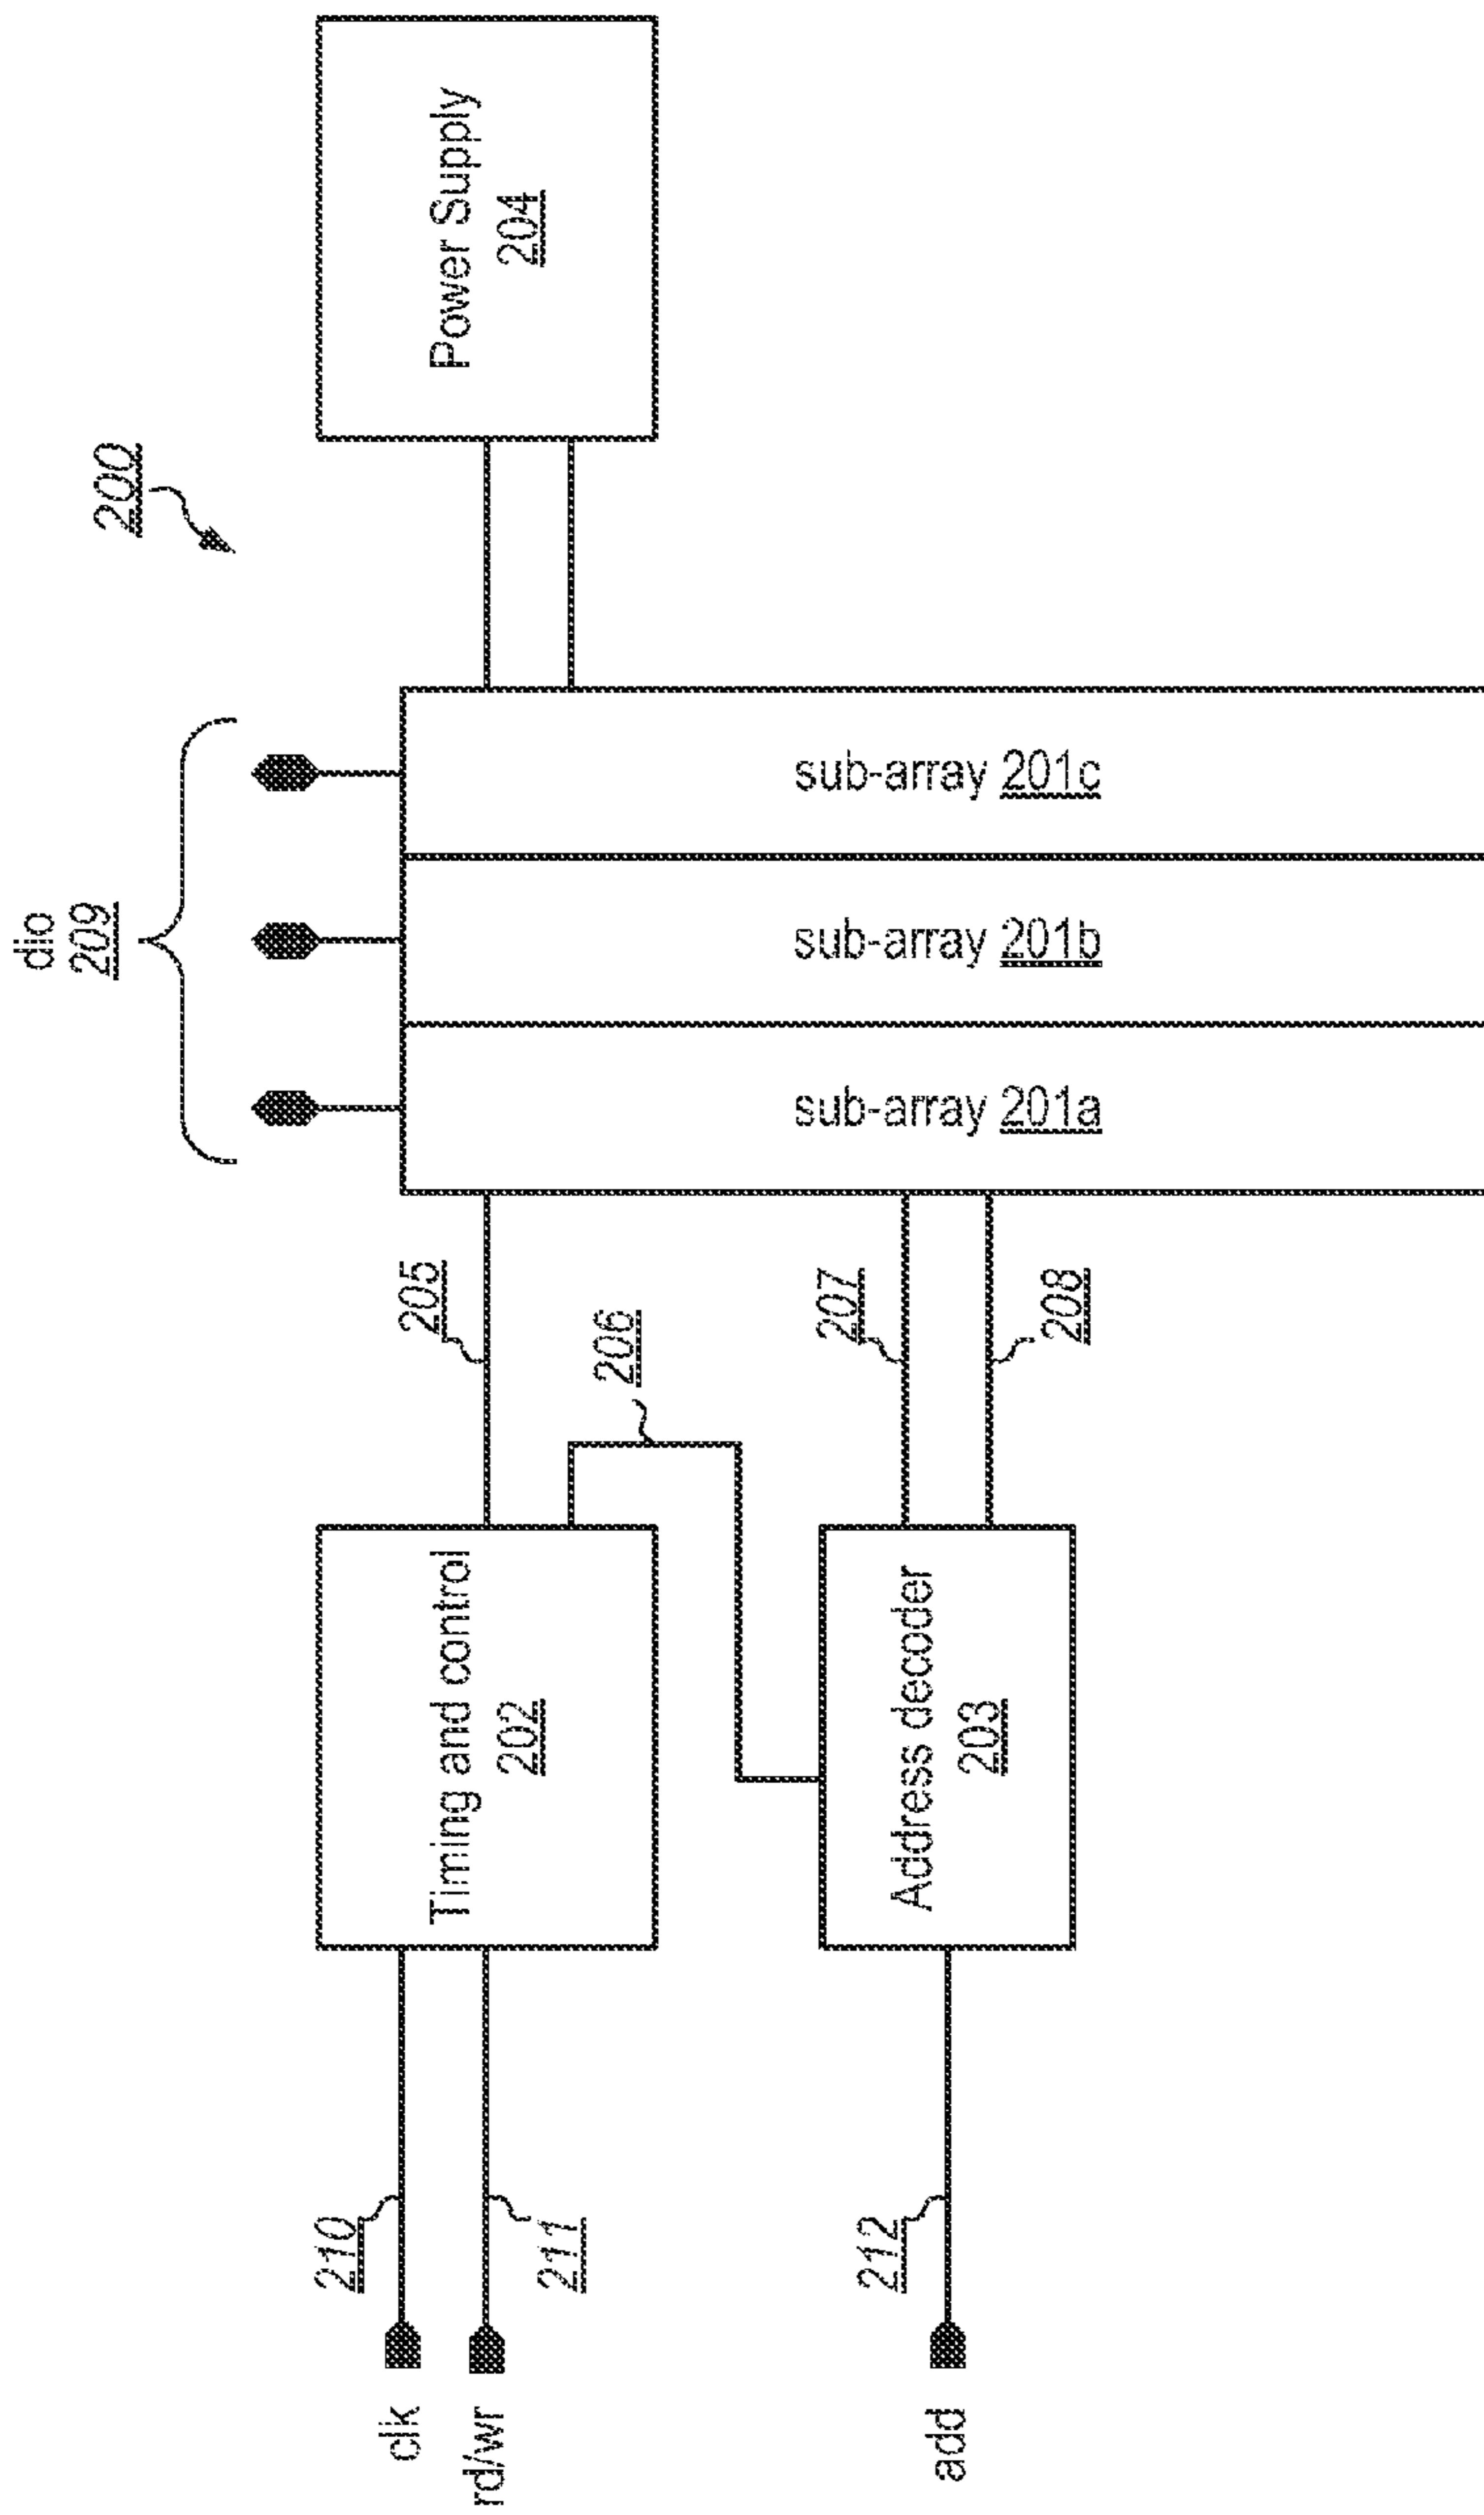 200
dio
209
clk
210
rd/wr
211
Timing and control
202
205
206
Power Supply
204
add
212
Address decoder
203
207
208
sub-array 201a
sub-array 201b
sub-array 201c